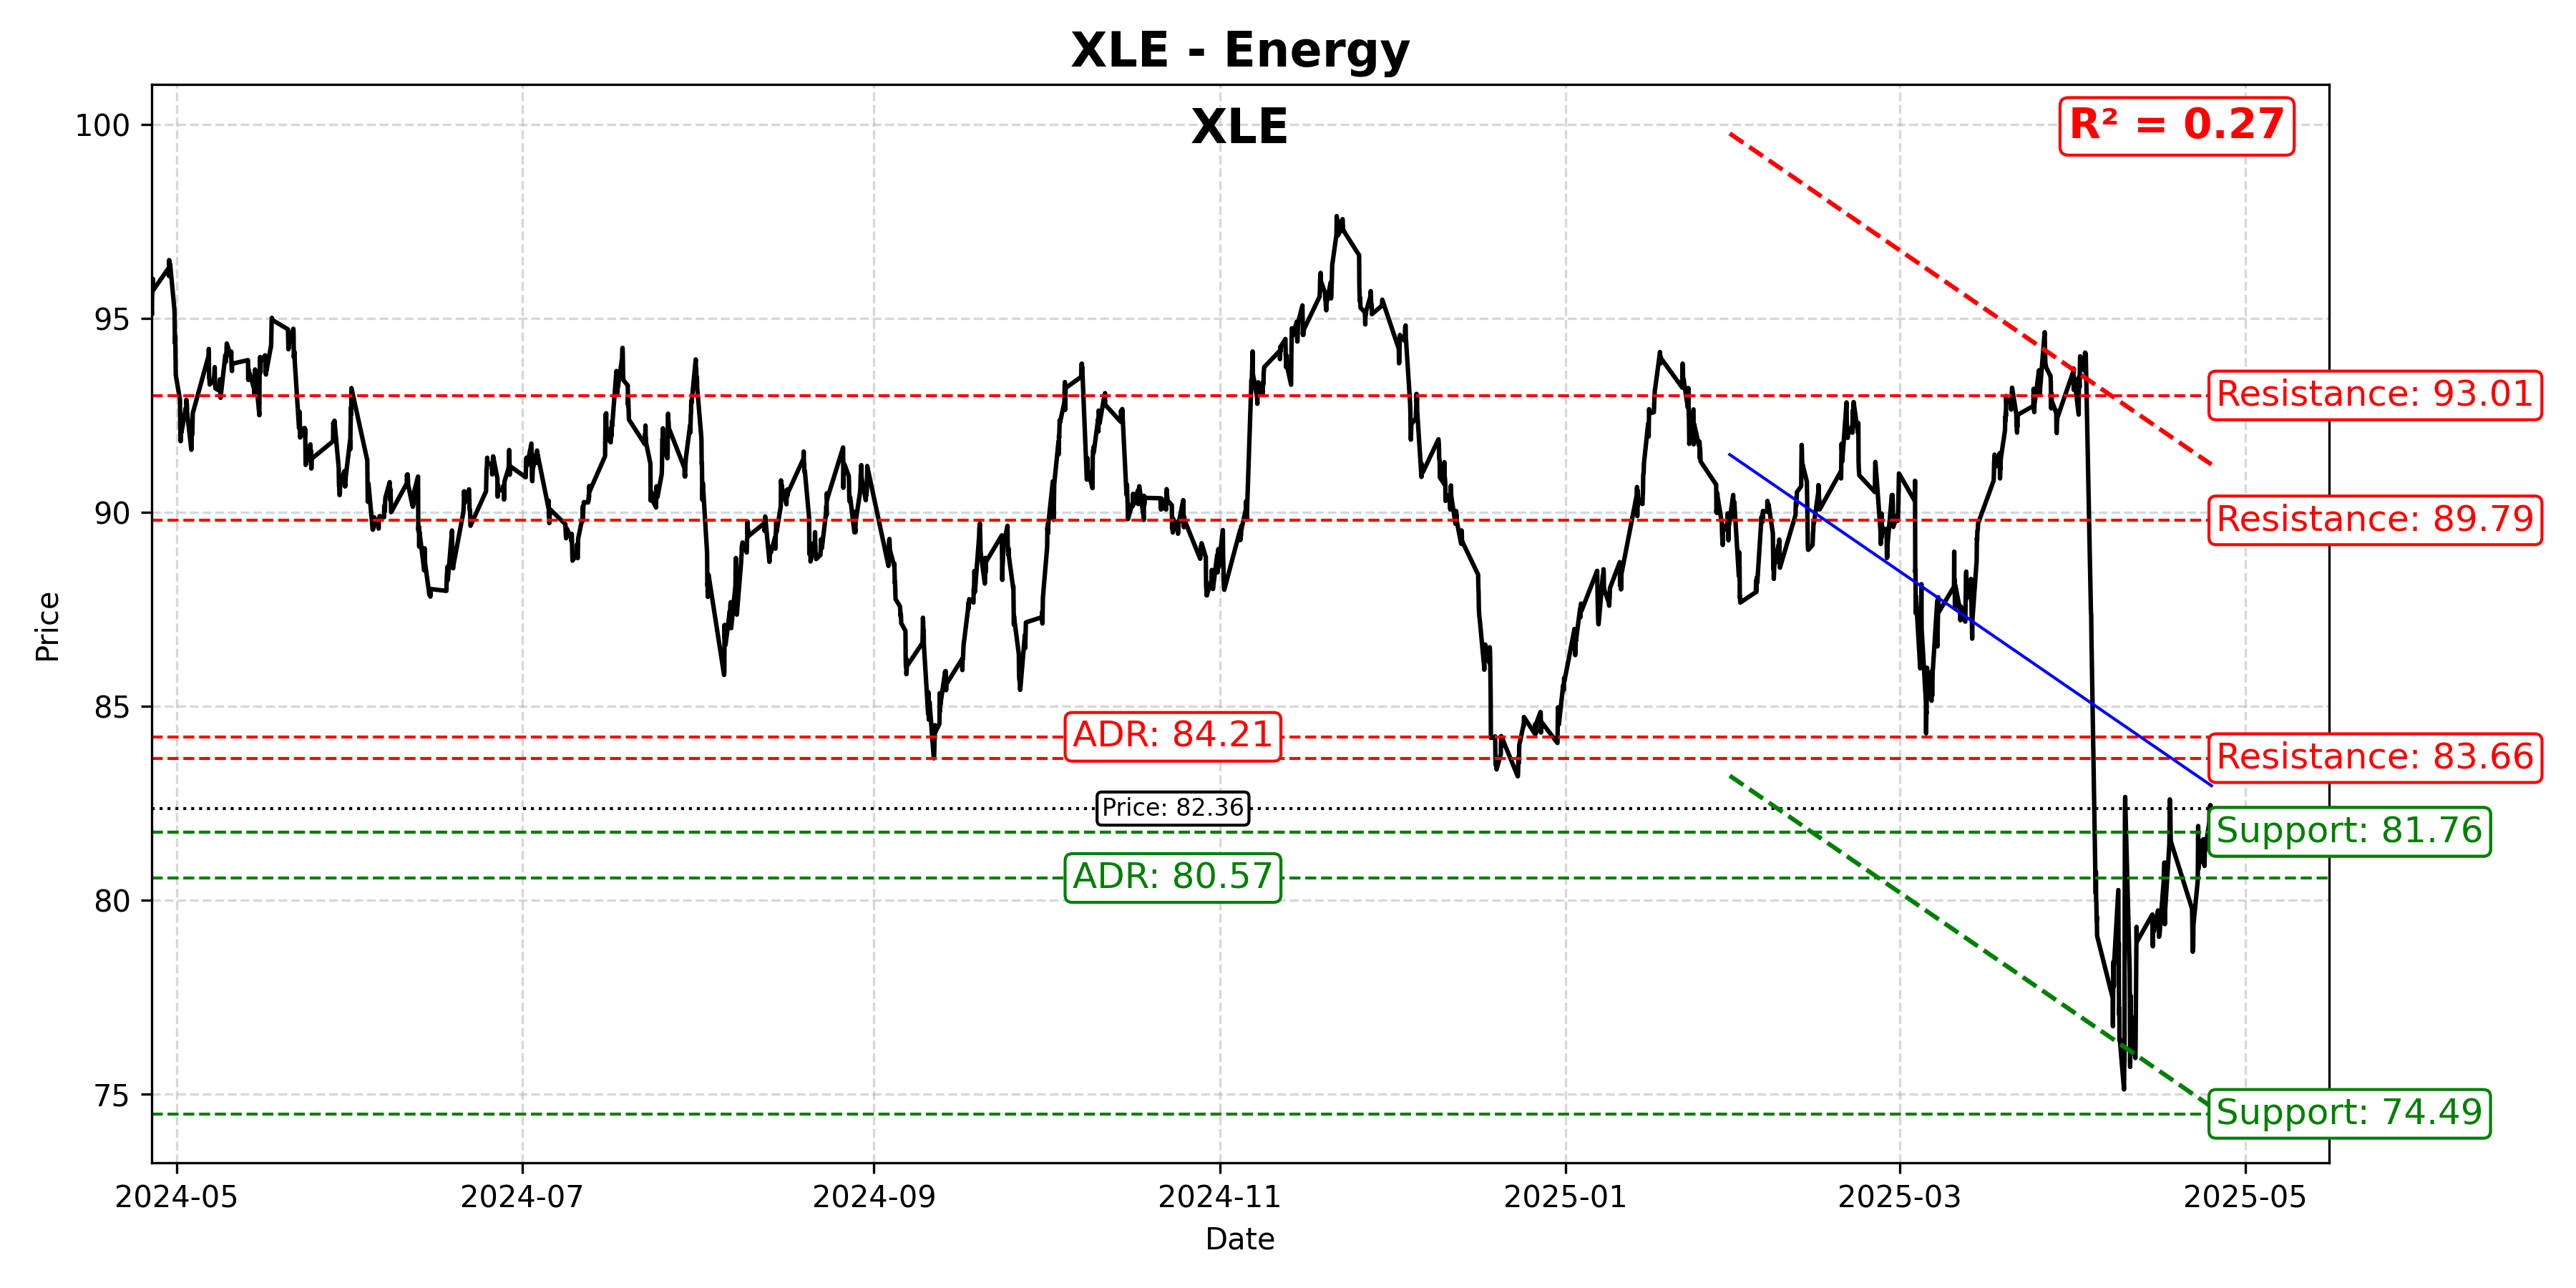 XLE - Energy
XLE
R² = 0.27
100
95
90
85
80
75
Price
Resistance: 93.01
Resistance: 89.79
ADR: 84.21
Resistance: 83.66
Price: 82.36
Support: 81.76
ADR: 80.57
Support: 74.49
2024-05
2024-07
2024-09
2024-11
2025-01
2025-03
2025-05
Date